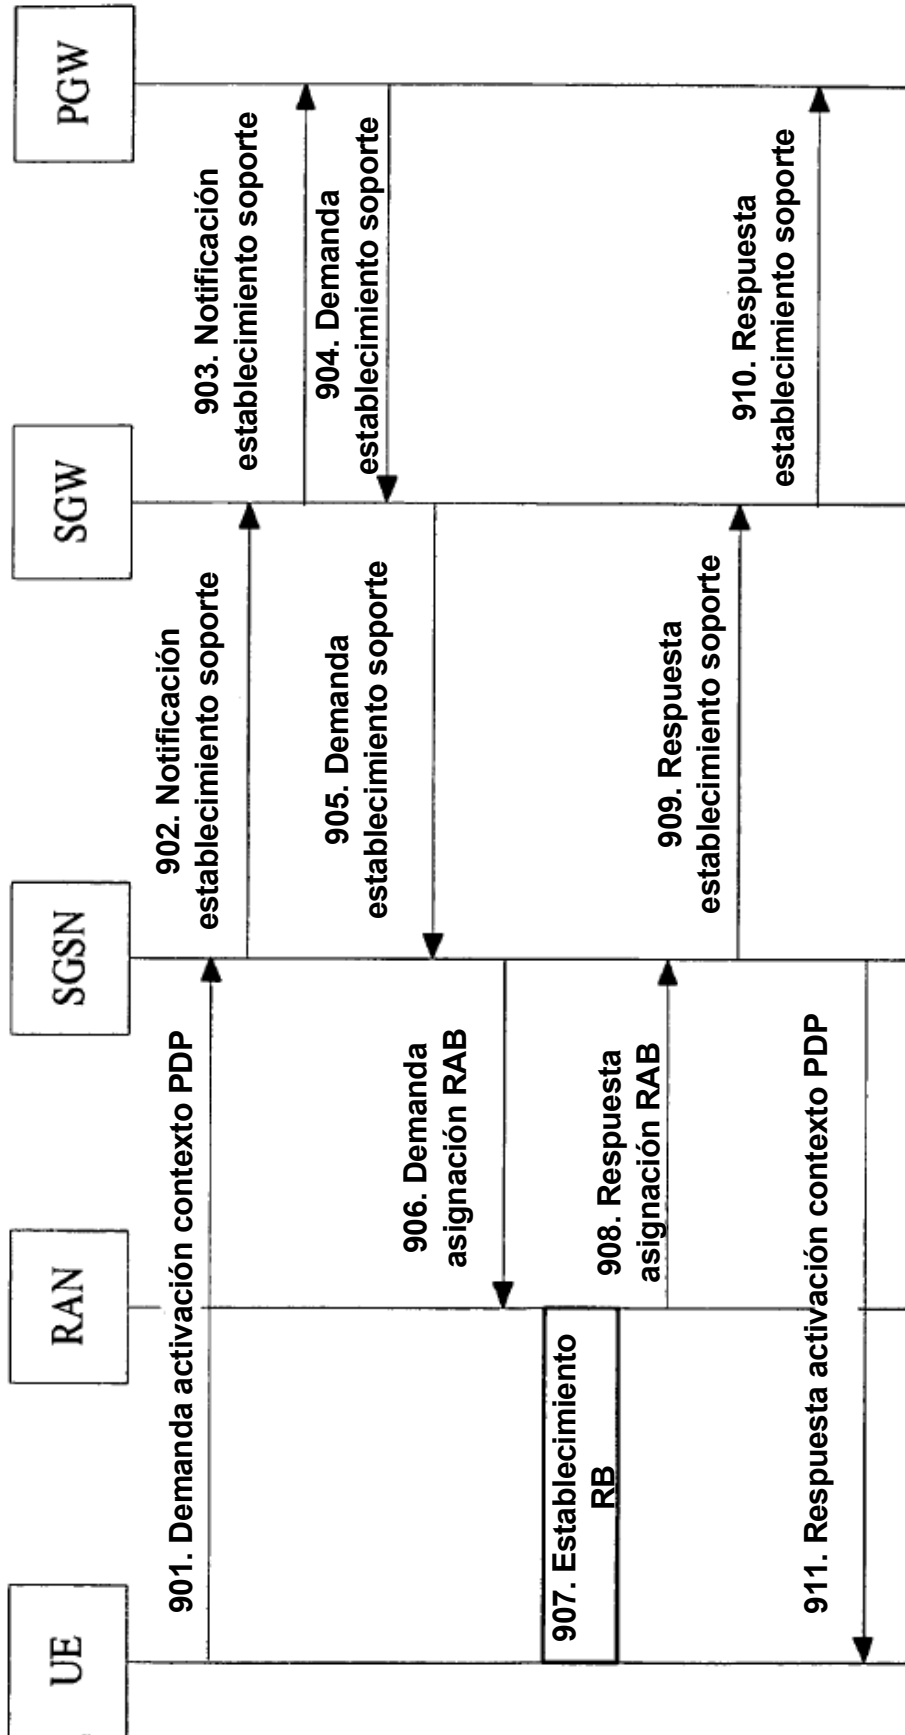 UE
RAN
SGSN
SGW
PGW
901. Demanda activación contexto PDP
902. Notificación
establecimiento soporte
903. Notificación
establecimiento soporte
904. Demanda
establecimiento soporte
905. Demanda
establecimiento soporte
906. Demanda
asignación RAB
907. Establecimiento
RB
908. Respuesta
asignación RAB
909. Respuesta
establecimiento soporte
910. Respuesta
establecimiento soporte
911. Respuesta activación contexto PDP